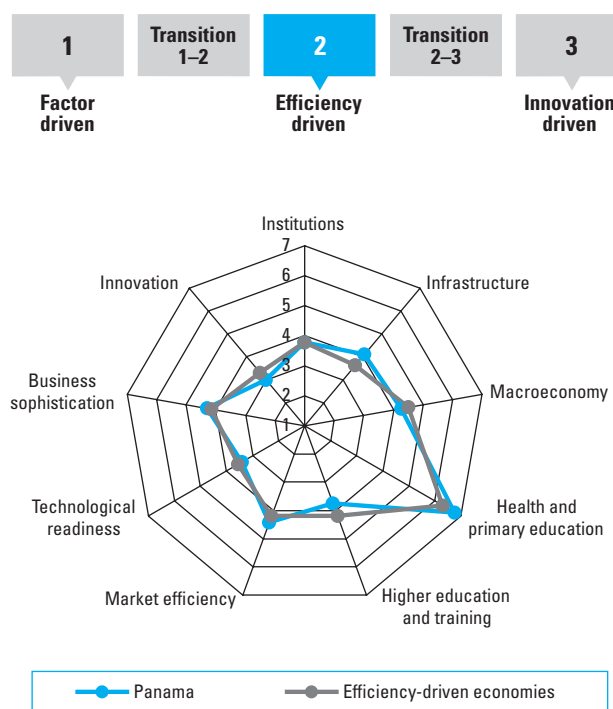 1
Transition
1–2
2
Transition
2–3
3
Factor
driven
Efficiency
driven
Innovation
driven
Institutions
7
6
5
4
3
2
1
Innovation
Infrastructure
Business
sophistication
Macroeconomy
Technological
readiness
Health and
primary education
Market efficiency
Higher education
and training
Panama
Efficiency-driven economies